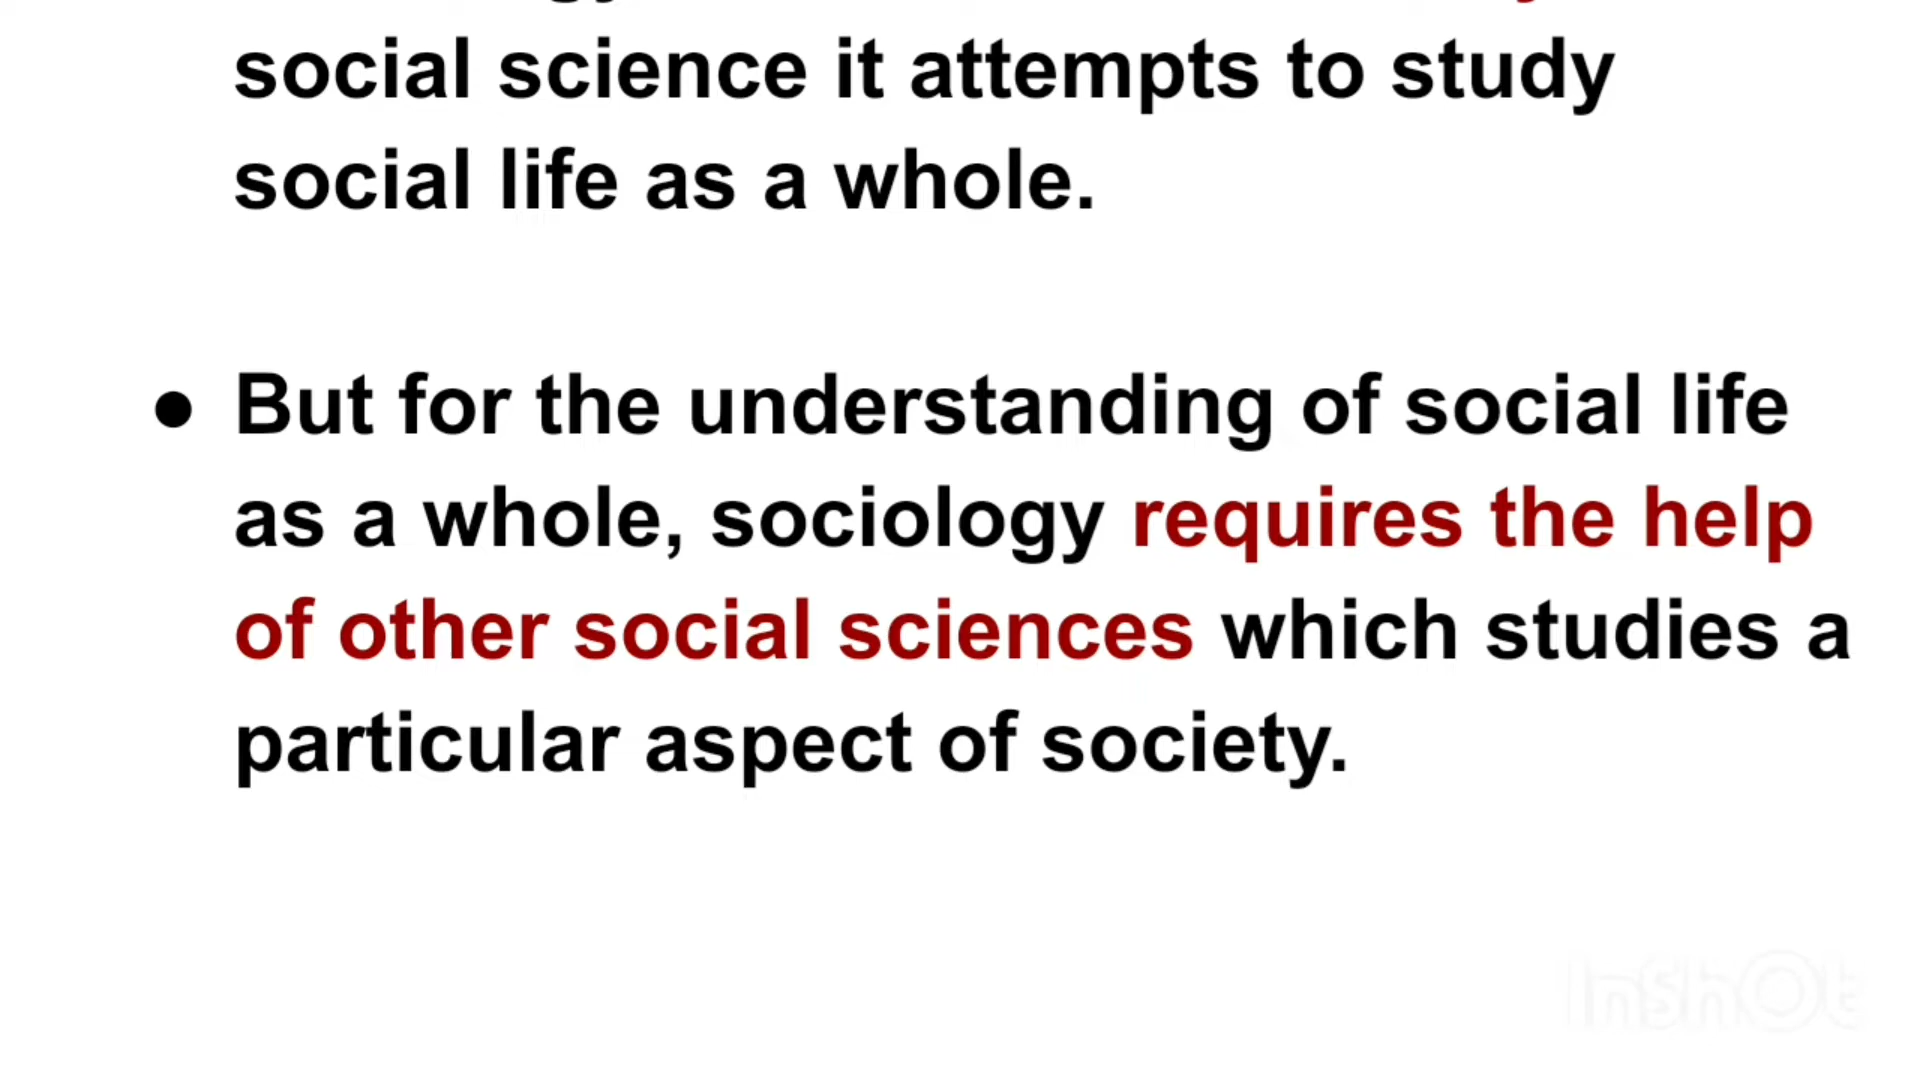 social science it attempts to study
social life as a whole.
● But for the understanding of social life
as a whole, sociology requires the help
of other social sciences which studies a
particular aspect of society.
InShOt